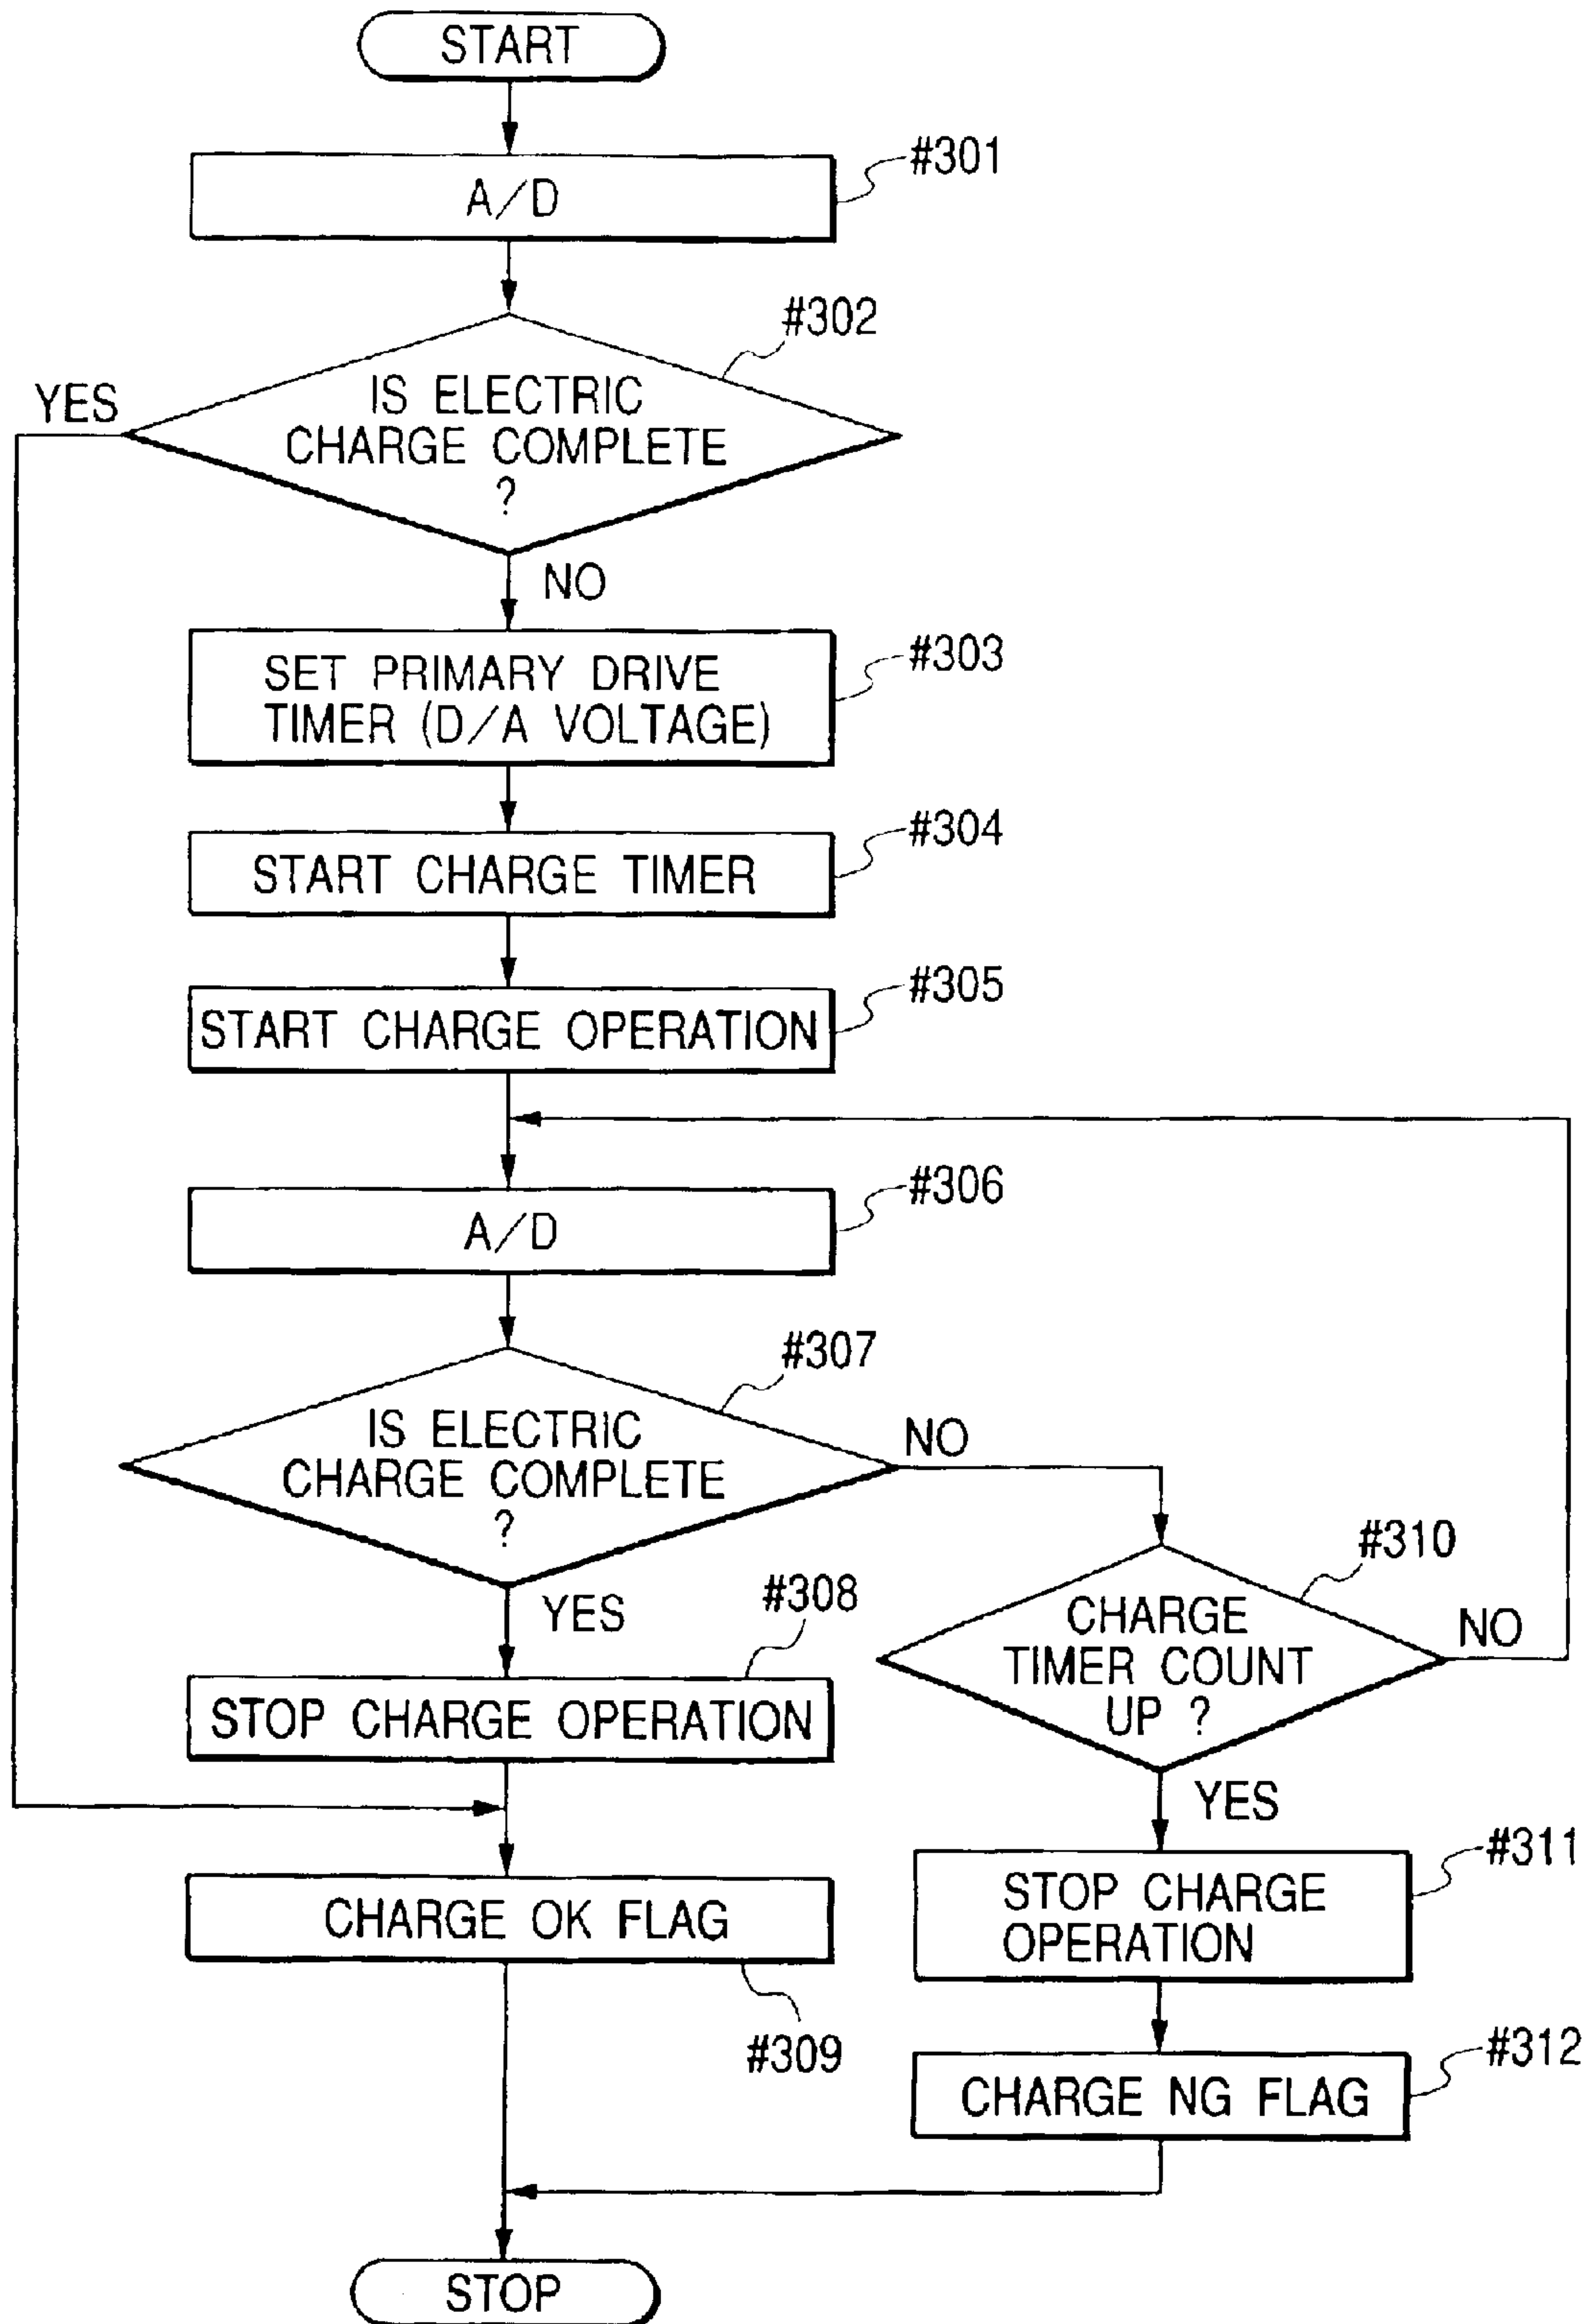 START
#301
A/D
#302
YES
IS ELECTRIC
CHARGE COMPLETE
?
NO
#303
SET PRIMARY DRIVE
TIMER (D/A VOLTAGE)
#304
START CHARGE TIMER
#305
START CHARGE OPERATION
#306
A/D
#307
IS ELECTRIC
CHARGE COMPLETE
?
NO
YES
#310
CHARGE
TIMER COUNT
UP ?
NO
YES
#308
STOP CHARGE OPERATION
CHARGE OK FLAG
#309
#311
STOP CHARGE
OPERATION
#312
CHARGE NG FLAG
STOP